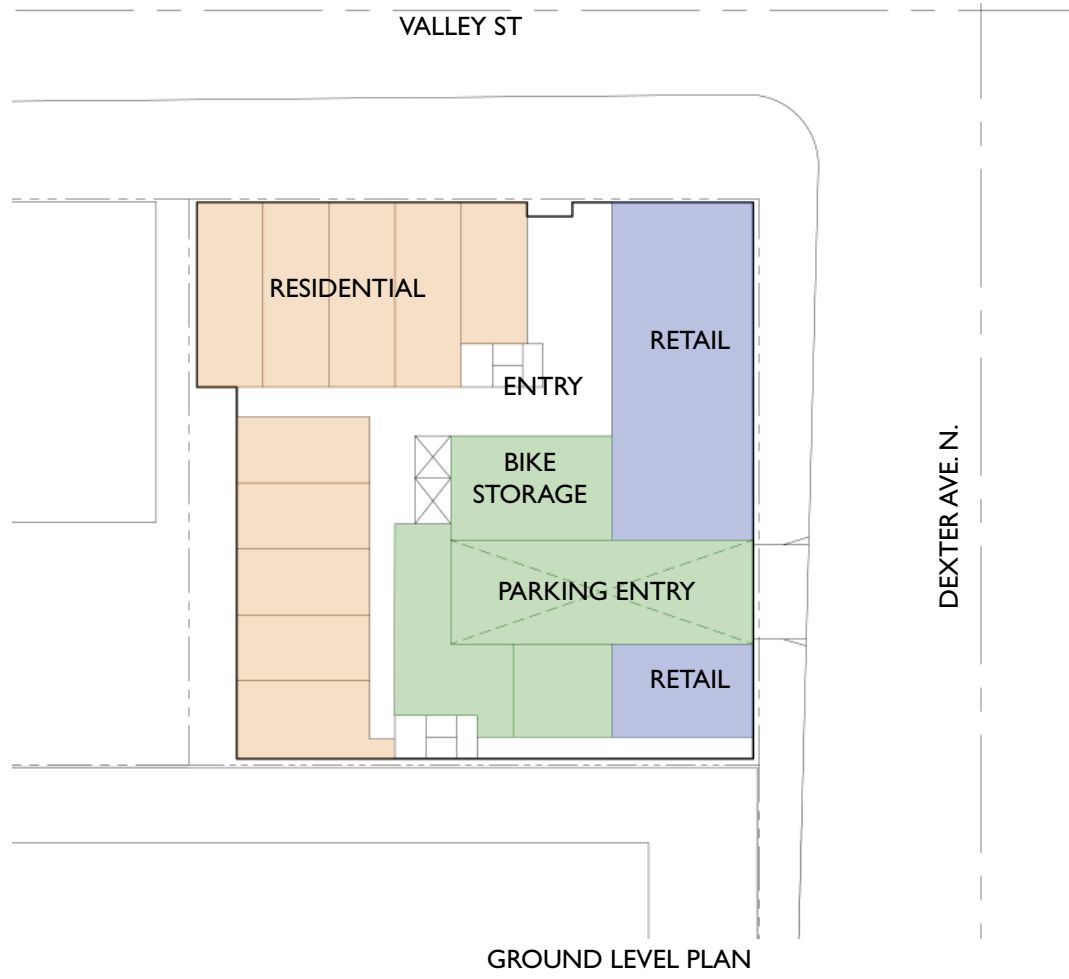 VALLEY ST
RESIDENTIAL
RETAIL
ENTRY
BIKE
STORAGE
DEXTER AVE. N.
PARKING ENTRY
RETAIL
GROUND LEVEL PLAN